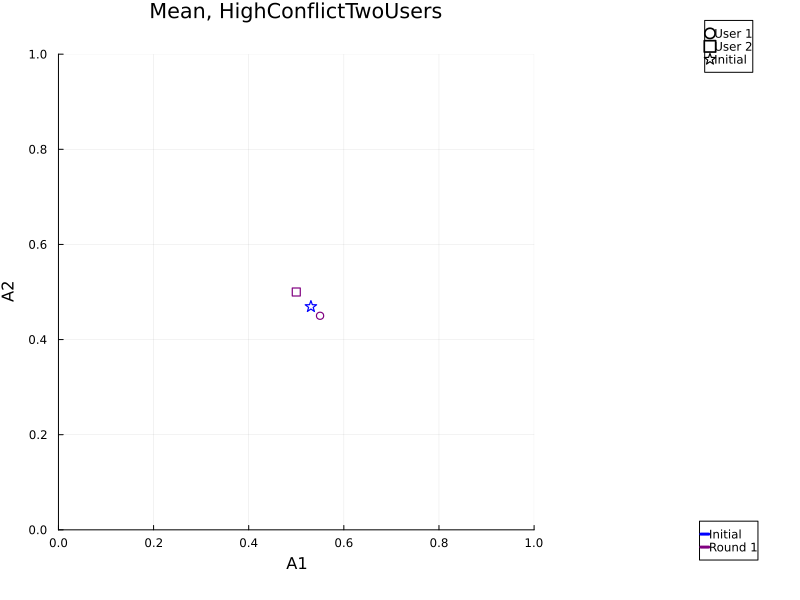 Mean, HighConflictTwoUsers
User 1
User 2
Initial
1.0
0.8
0.6
0.4
0.2
0.0
A2
0.0 0.2 0.4 0.6 0.8 1.0
A1
Initial
Round 1